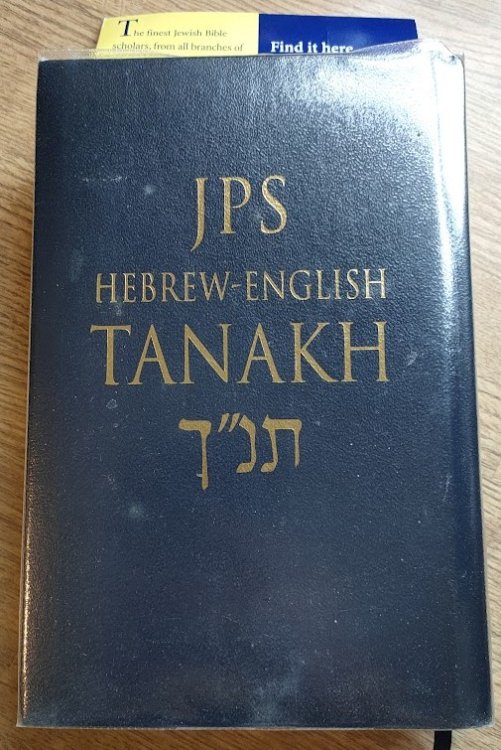 The finest Jewish Bible
scholars, from all branches of
Find it here
JPS
HEBREW-ENGLISH
TANAKH
תנ״ך